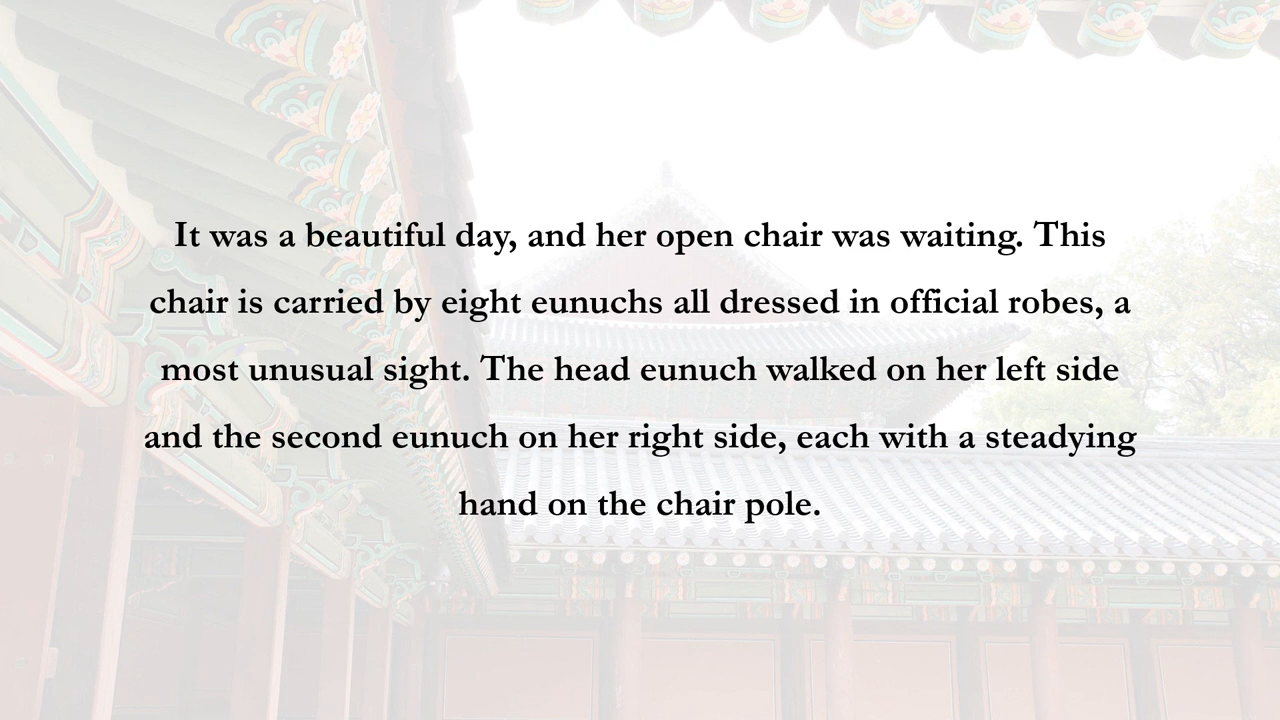 It was a beautiful day, and her open chair was waiting. This
chair is carried by eight eunuchs all dressed in official robes, a
most unusual sight. The head eunuch walked on her left side
and the second eunuch on her right side, each with a steadying
hand on the chair pole.